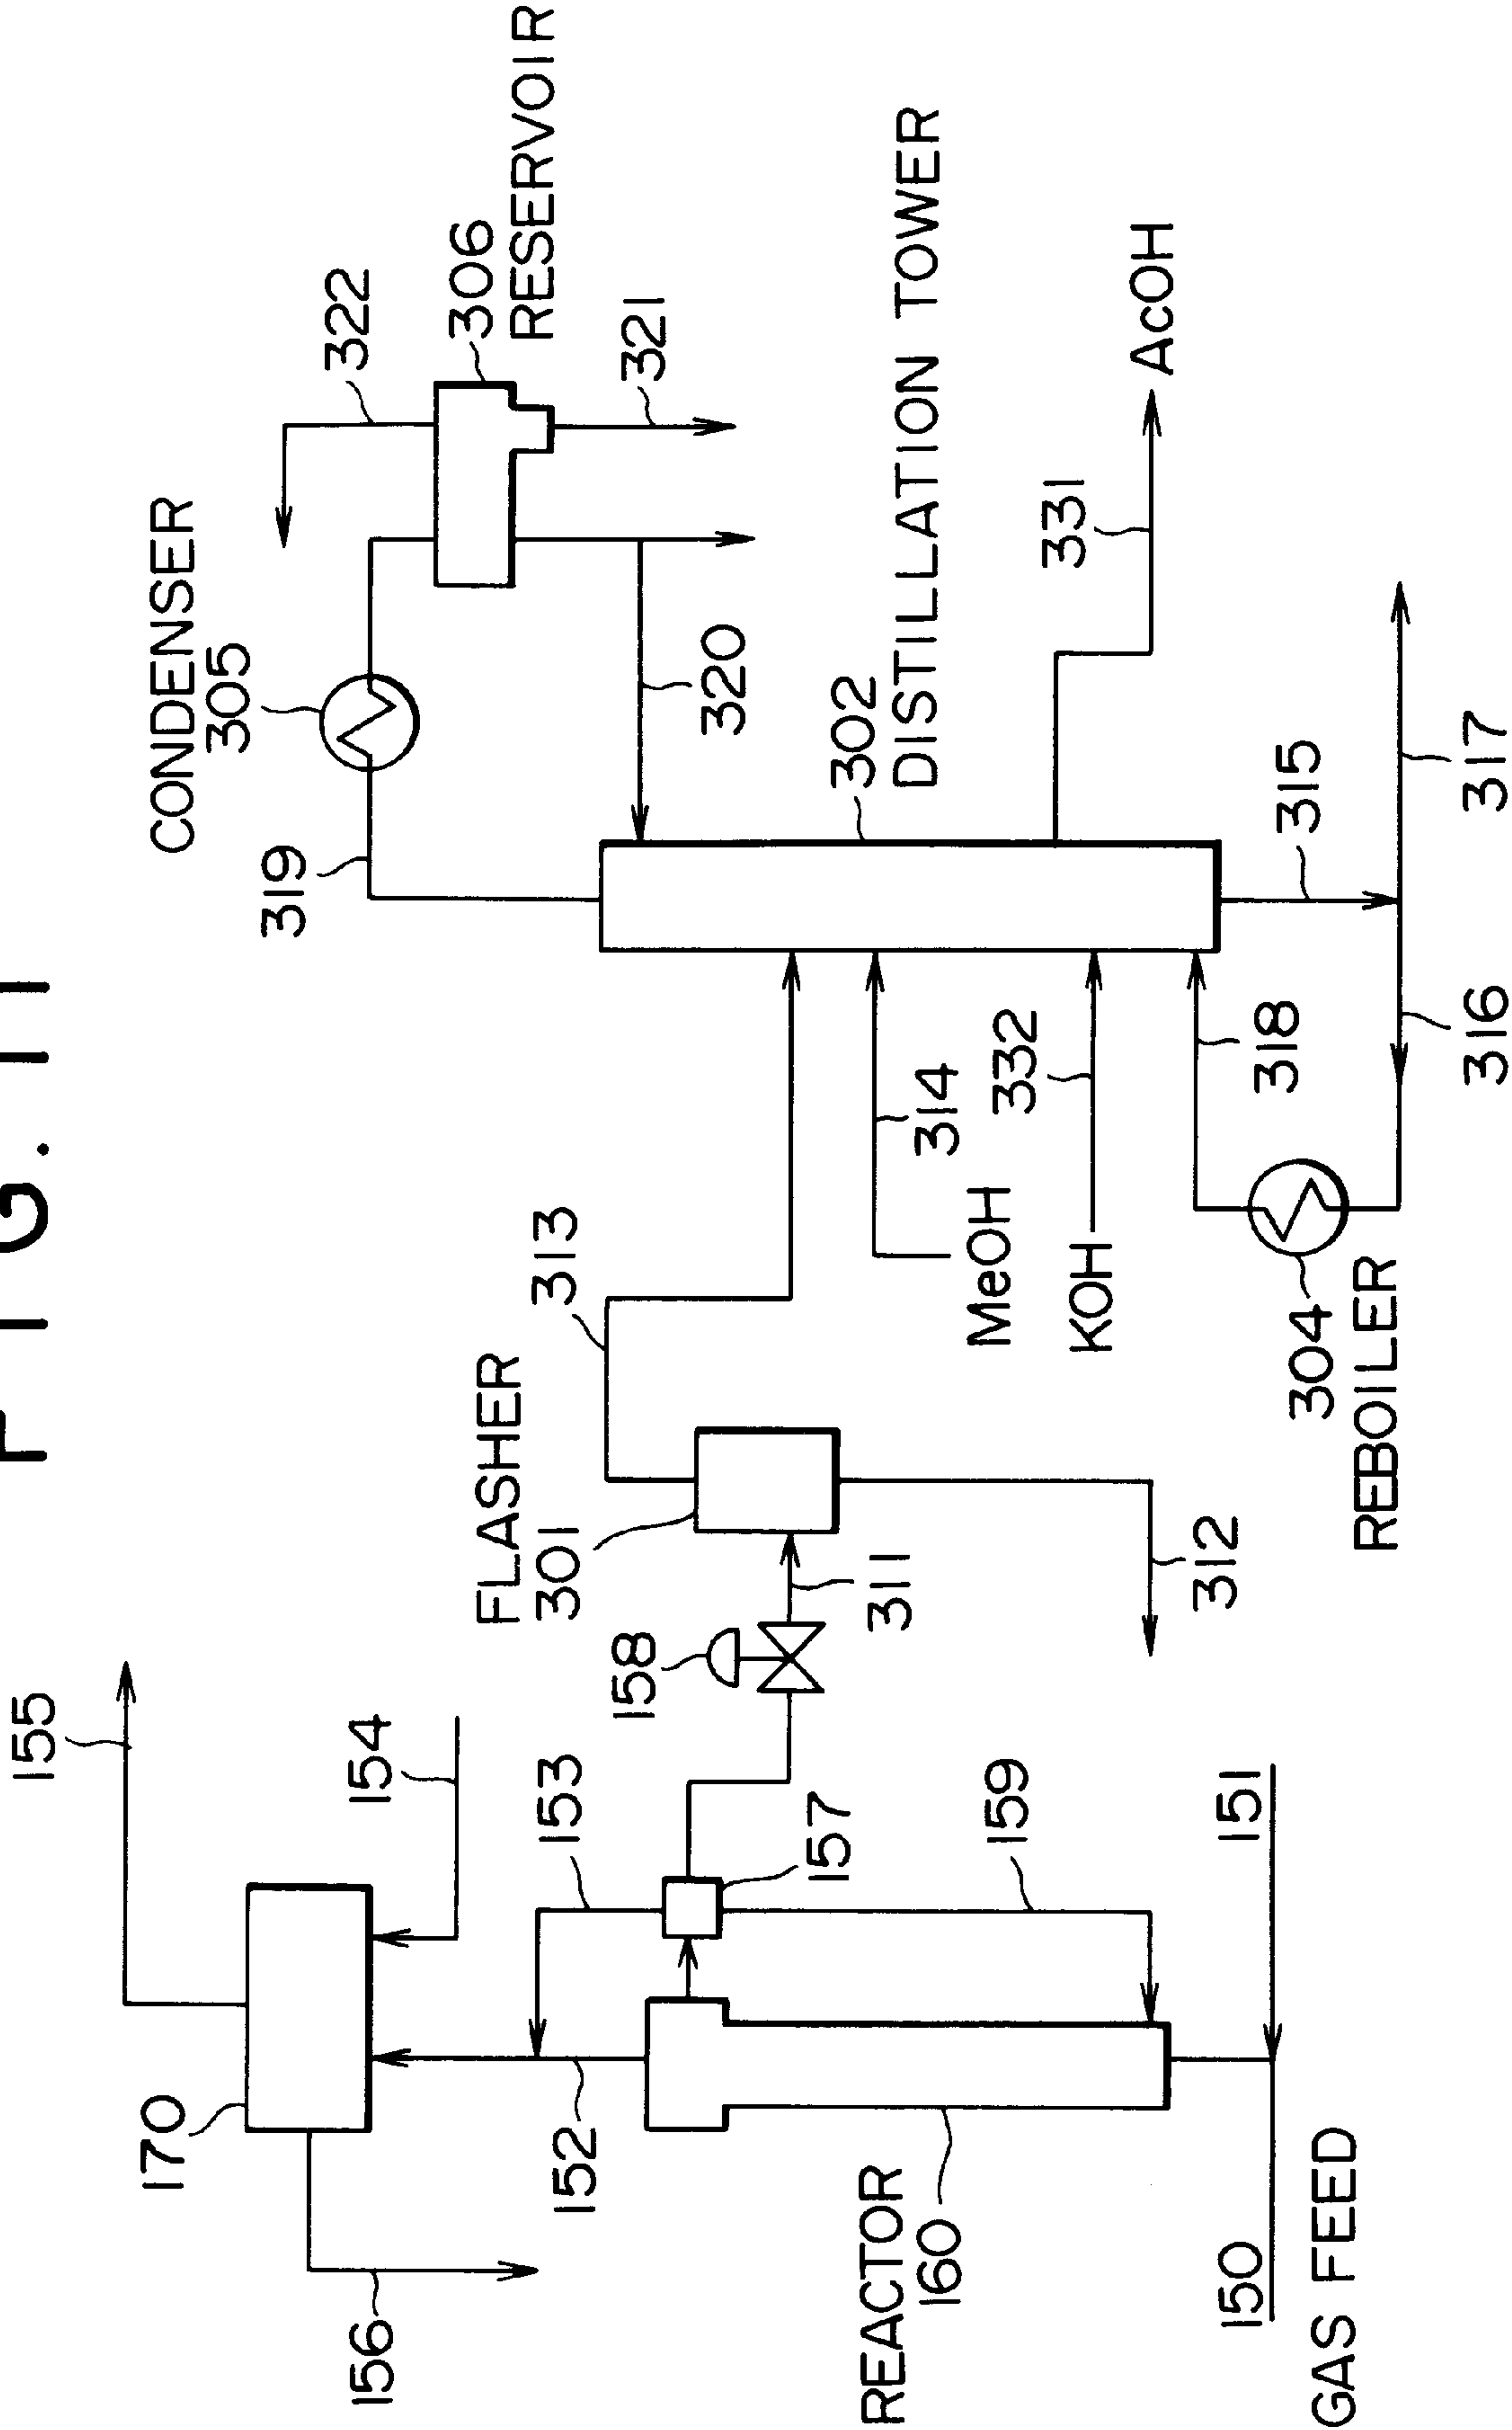 FIG. 11
155
170
154
156
152
153
158
157
REACTOR
160
159
150
151
GAS FEED
FLASHER
301
313
311
312
CONDENSER
305
319
322
306
RESERVOIR
321
320
302
DISTILLATION TOWER
314
MeOH
332
KOH
331
AcOH
318
315
304
REBOILER
316
317